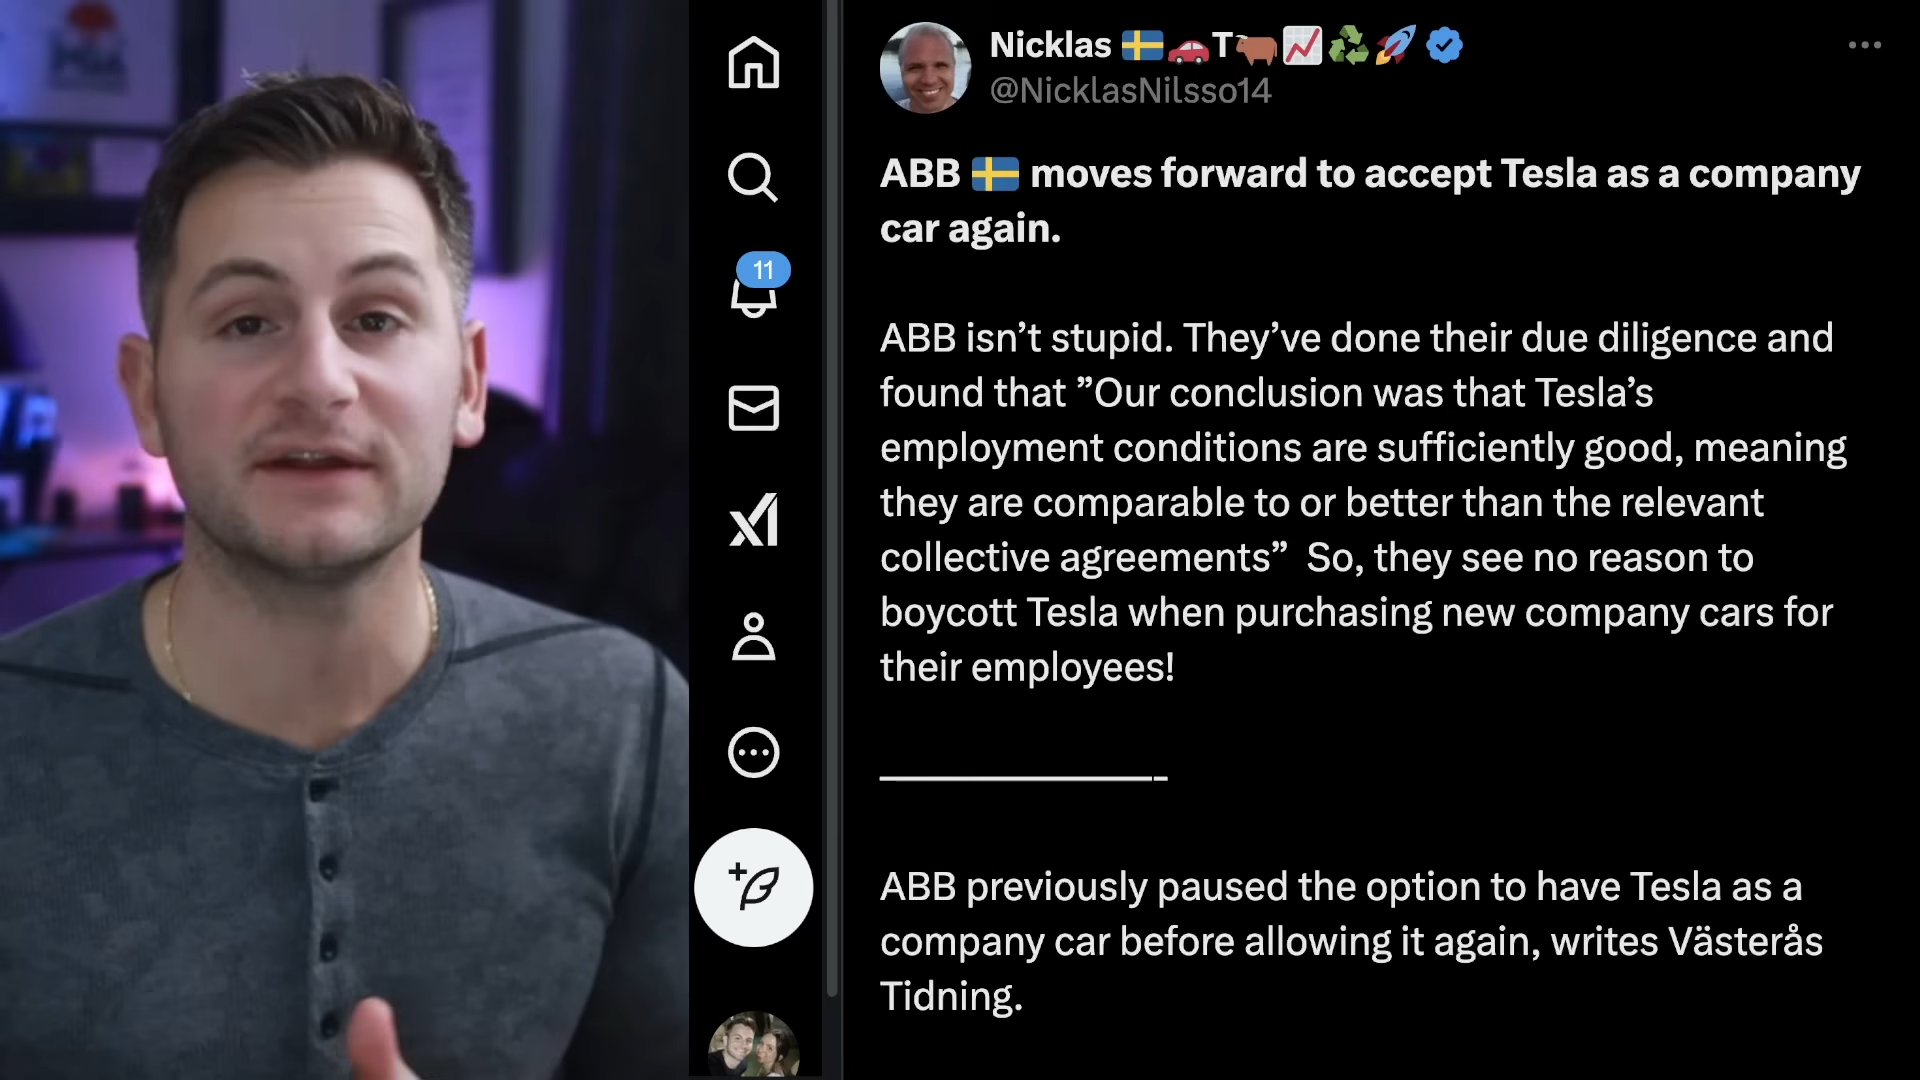 Nicklas 🇸🇪🚗T🐂📈♻️🚀
@NicklasNilsso14
ABB 🇸🇪 moves forward to accept Tesla as a company
car again.
ABB isn’t stupid. They’ve done their due diligence and
found that ”Our conclusion was that Tesla’s
employment conditions are sufficiently good, meaning
they are comparable to or better than the relevant
collective agreements” So, they see no reason to
boycott Tesla when purchasing new company cars for
their employees!
———————-
ABB previously paused the option to have Tesla as a
company car before allowing it again, writes Västerås
Tidning.
11